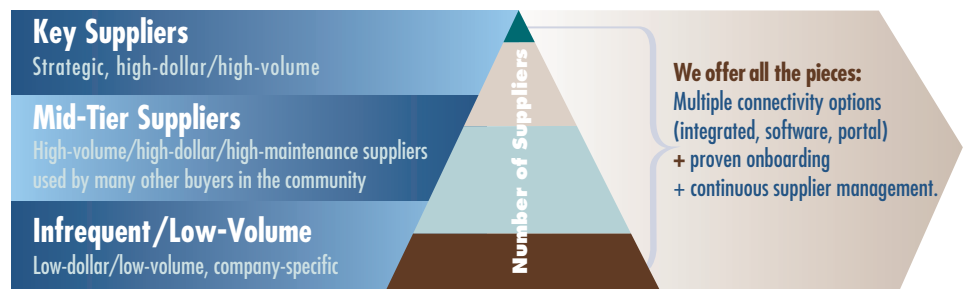 Key Suppliers
Strategic, high-dollar/high-volume
Mid-Tier Suppliers
High-volume/high-dollar/high-maintenance suppliers
used by many other buyers in the community
Infrequent/Low-Volume
Low-dollar/low-volume, company-specific
Number of Suppliers
We offer all the pieces:
Multiple connectivity options
(integrated, software, portal)
+ proven onboarding
+ continuous supplier management.